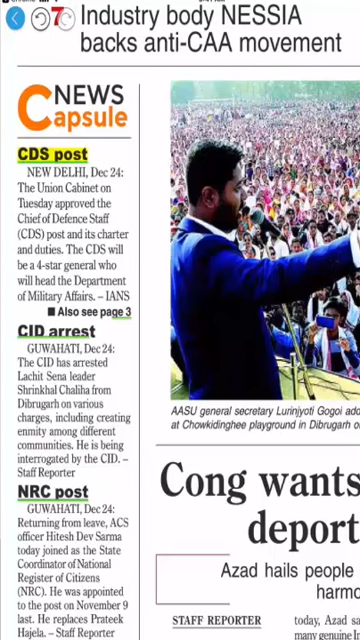 Industry body NESSIA
backs anti-CAA movement
NEWS
Capsule
CDS post
NEW DELHI, Dec 24:
The Union Cabinet on
Tuesday approved the
Chief of Defence Staff
(CDS) post and its charter
and duties. The CDS will
be a 4-star general who
will head the Department
of Military Affairs. – IANS
■ Also see page 3
CID arrest
GUWAHATI, Dec 24:
The CID has arrested
Lachit Sena leader
Shrinkhal Chaliha from
Dibrugarh on various
charges, including creating
enmity among different
communities. He is being
interrogated by the CID. –
Staff Reporter
NRC post
GUWAHATI, Dec 24:
Returning from leave, ACS
officer Hitesh Dev Sarma
today joined as the State
Coordinator of National
Register of Citizens
(NRC). He was appointed
to the post on November 9
last. He replaces Prateek
Hajela. – Staff Reporter
AASU general secretary Lurinjyoti Gogoi
at Chowkidinghee playground in Dibrugarh
Cong wants
deport
Azad hails people
STAFF REPORTER
today, Azad
many genuine